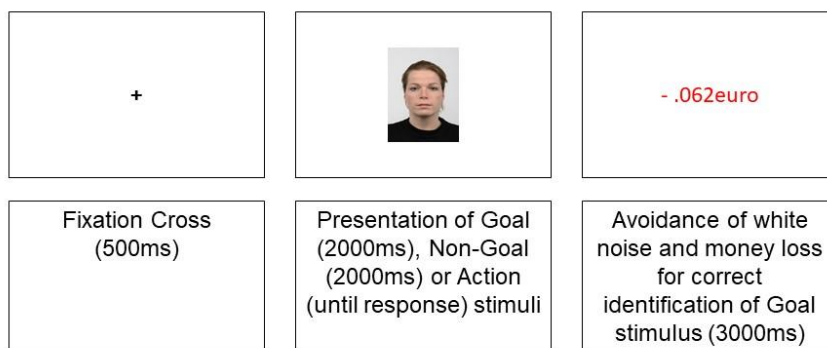 +
- .062euro
Fixation Cross
(500ms)
Presentation of Goal
(2000ms), Non-Goal
(2000ms) or Action
(until response) stimuli
Avoidance of white
noise and money loss
for correct
identification of Goal
stimulus (3000ms)